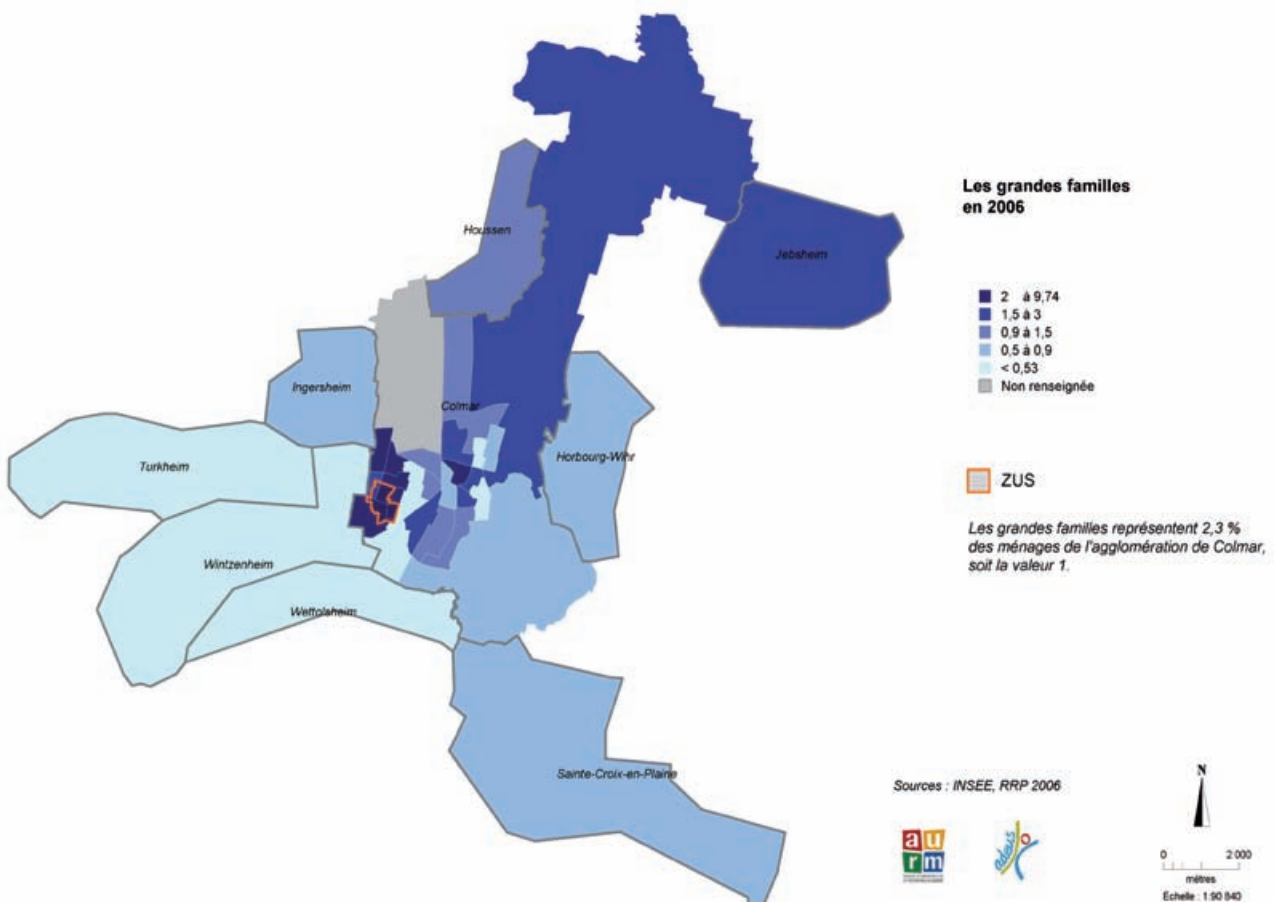 Houssen
Jebsheim
Ingersheim
Colmar
Turkheim
Horbourg-Wihr
Wintzenheim
Wettolsheim
Sainte-Croix-en-Plaine
Les grandes familles
en 2006
2 à 9,74
1,5 à 3
0,9 à 1,5
0,5 à 0,9
< 0,53
Non renseignée
ZUS
Les grandes familles représentent 2,3 %
des ménages de l'agglomération de Colmar,
soit la valeur 1.
Sources : INSEE, RRP 2006
au
rm
adeus
N
0 2 000
mètres
Echelle : 1:90 840